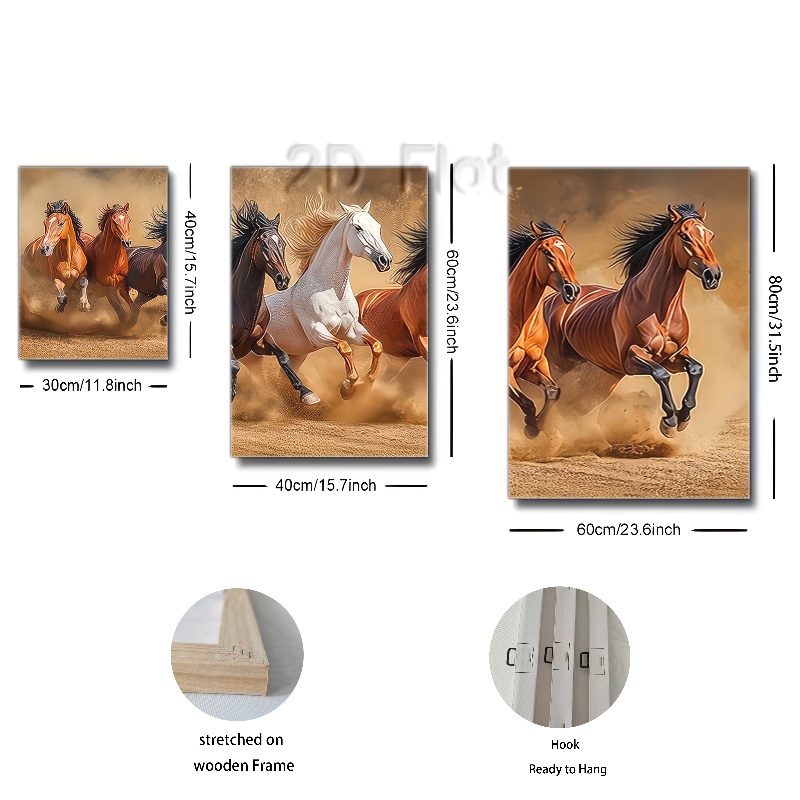 2D Flat
40cm/15.7inch
60cm/23.6inch
80cm/31.5inch
30cm/11.8inch
40cm/15.7inch
60cm/23.6inch
stretched on
wooden Frame
Hook
Ready to Hang